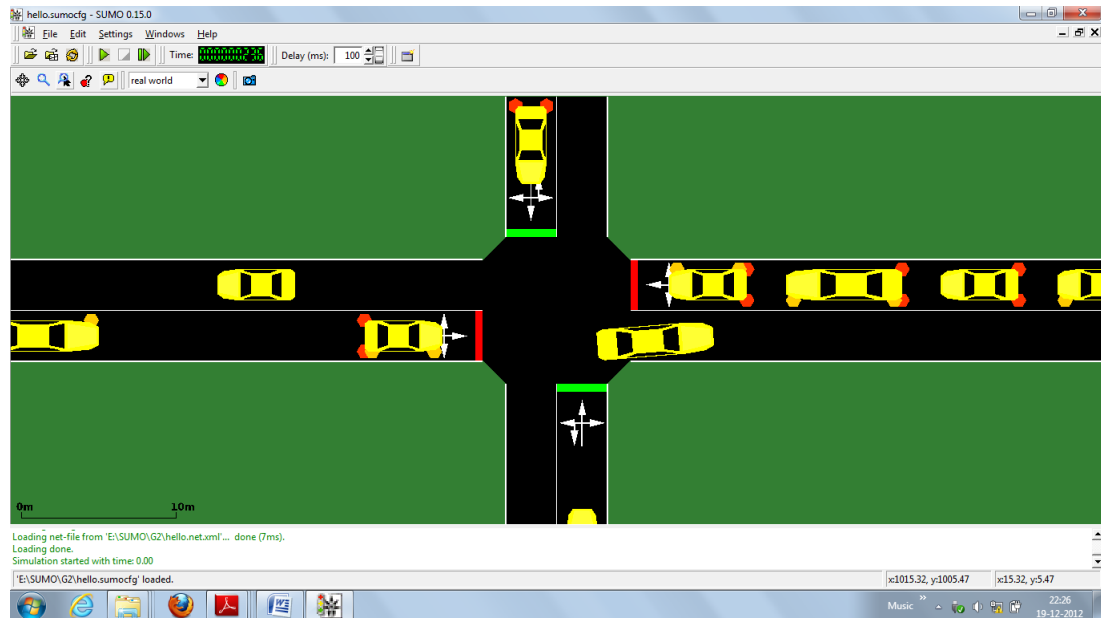 hello.sumocfg - SUMO 0.15.0
File Edit Settings Windows Help
Time: 0000000236 Delay (ms): 100
real world
0m 10m
Loading net-file from 'E:\SUMO\G2\hello.net.xml'... done (7ms).
Loading done.
Simulation started with time: 0.00
'E:\SUMO\G2\hello.sumocfg' loaded. x:1015.32, y:1005.47 x:15.32, y:5.47
Music » 22:26
19-12-2012